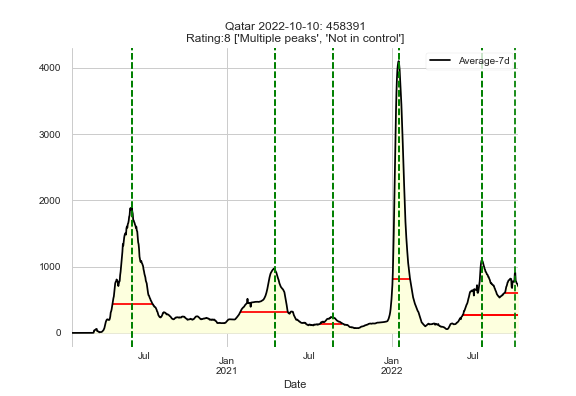 Qatar 2022-10-10: 458391
Rating:8 ['Multiple peaks', 'Not in control']
Average-7d
4000
3000
2000
1000
0
Jul
Jan
2021
Jul
Jan
2022
Jul
Date